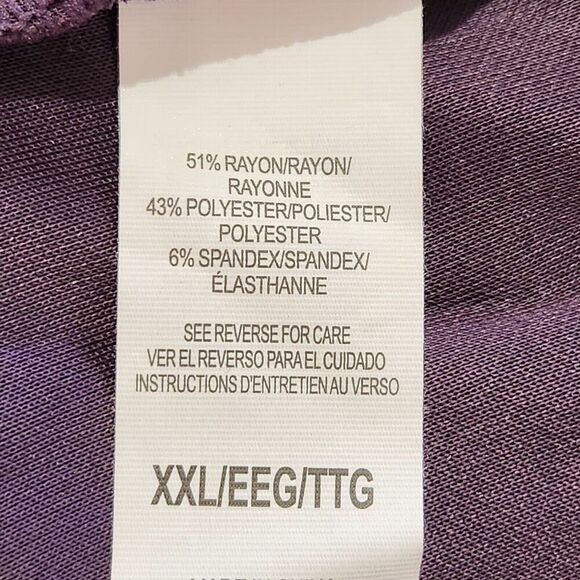 51% RAYON/RAYON/
RAYONNE
43% POLYESTER/POLIESTER/
POLYESTER
6% SPANDEX/SPANDEX/
ÉLASTHANNE
SEE REVERSE FOR CARE
VER EL REVERSO PARA EL CUIDADO
INSTRUCTIONS D'ENTRETIEN AU VERSO
XXL/EEG/TTG